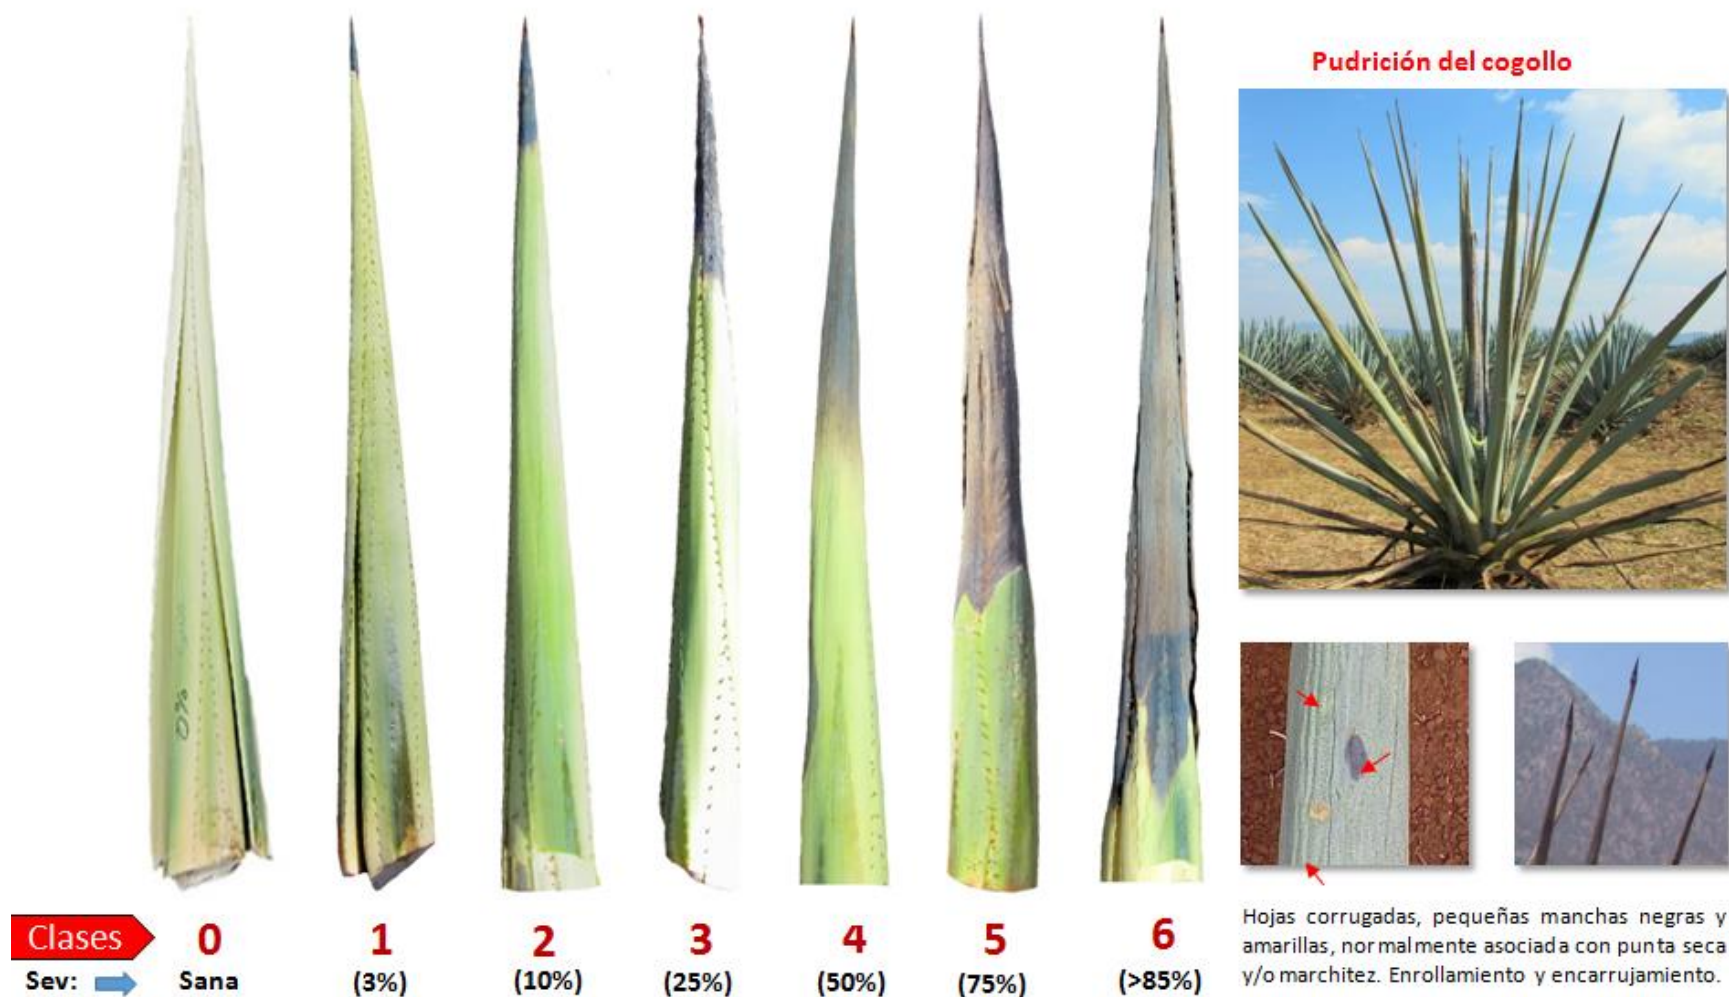 Pudrición del cogollo
0%
Clases 0 1 2 3 4 5 6
Sev: Sana (3%) (10%) (25%) (50%) (75%) (>85%)
Hojas corrugadas, pequeñas manchas negras y
amarillas, normalmente asociada con punta seca
y/o marchitez. Enrollamiento y encarrujamiento.